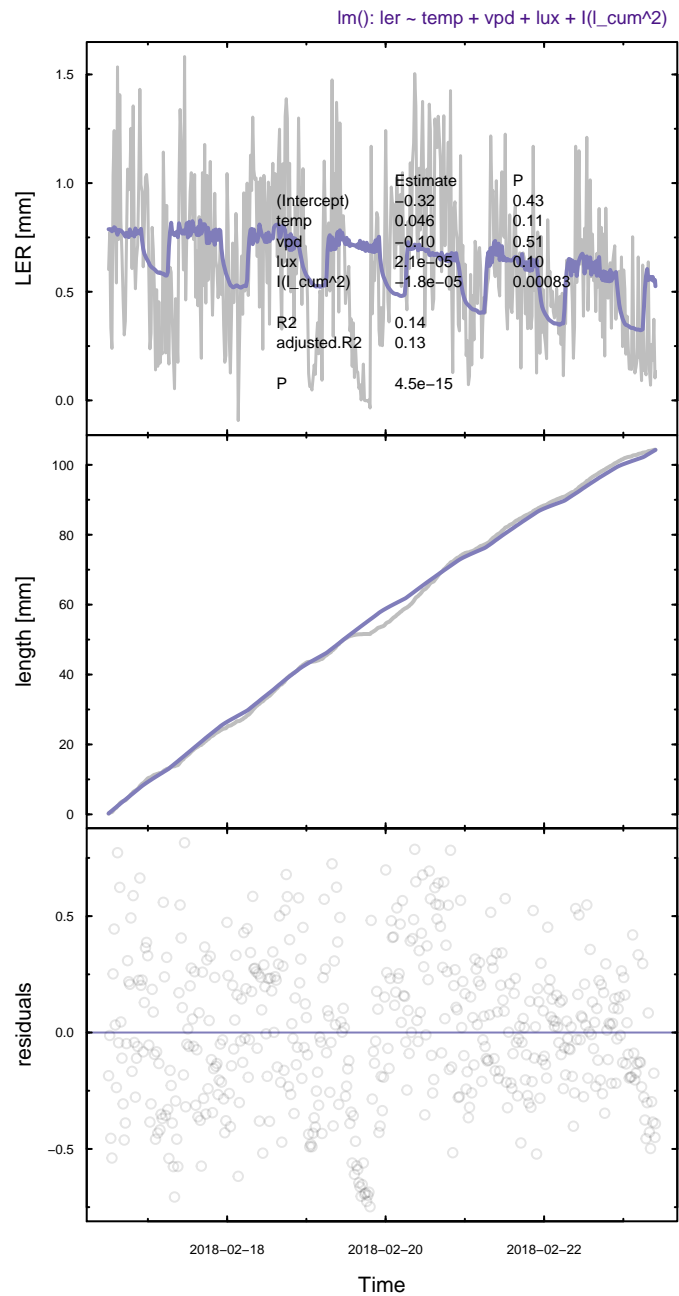 lm(): ler ~ temp + vpd + lux + I(l_cum^2)
1.5
1.0
0.5
0.0
LER [mm]
Estimate P
(Intercept) −0.32 0.43
temp 0.046 0.11
vpd −0.10 0.51
lux 2.1e−05 0.10
I(l_cum^2) −1.8e−05 0.00083
R2 0.14
adjusted.R2 0.13
P 4.5e−15
100
80
60
40
20
0
length [mm]
0.5
0.0
−0.5
residuals
2018−02−18 2018−02−20 2018−02−22
Time